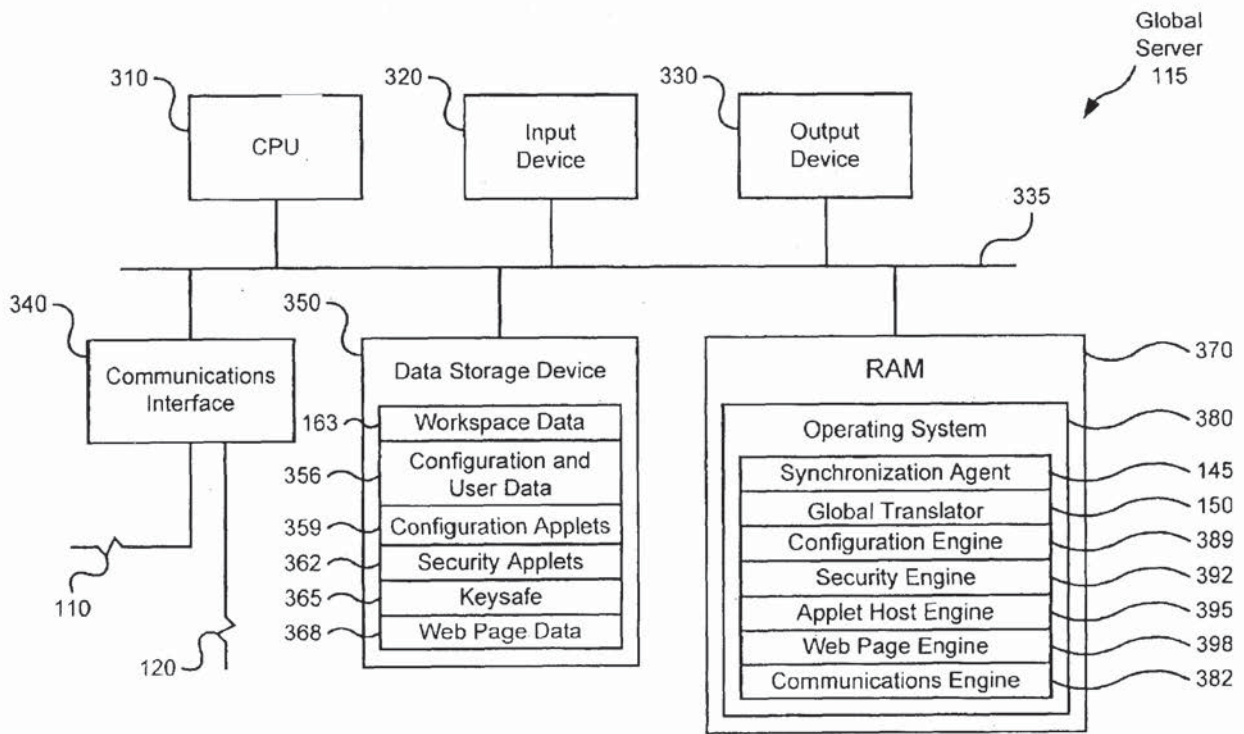 Global
Server
115
310
320
330
CPU
Input
Device
Output
Device
335
340
350
370
Communications
Interface
Data Storage Device
RAM
163
Workspace Data
380
Operating System
356
Configuration and
User Data
Synchronization Agent
145
Global Translator
150
359
Configuration Applets
Configuration Engine
389
362
Security Applets
Security Engine
392
365
Keysafe
Applet Host Engine
395
368
Web Page Data
Web Page Engine
398
Communications Engine
382
110
120